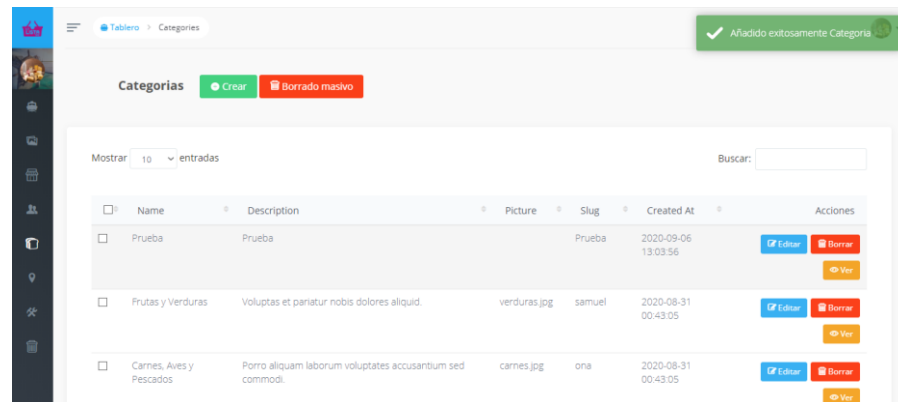 Tablero > Categories
Añadido exitosamente Categoria
Categorias
Crear
Borrado masivo
Mostrar 10 entradas
Buscar:
Name Description Picture Slug Created At Acciones
Prueba Prueba Prueba 2020-09-06 Editar Borrar
13:03:56
Ver
Frutas y Verduras Voluptas et pariatur nobis dolores aliquid. verduras.jpg samuel 2020-08-31 Editar Borrar
00:43:05
Ver
Carnes, Aves y Porro aliquam laborum voluptates accusantium sed carnes.jpg ona 2020-08-31 Editar Borrar
Pescados commodi. 00:43:05
Ver